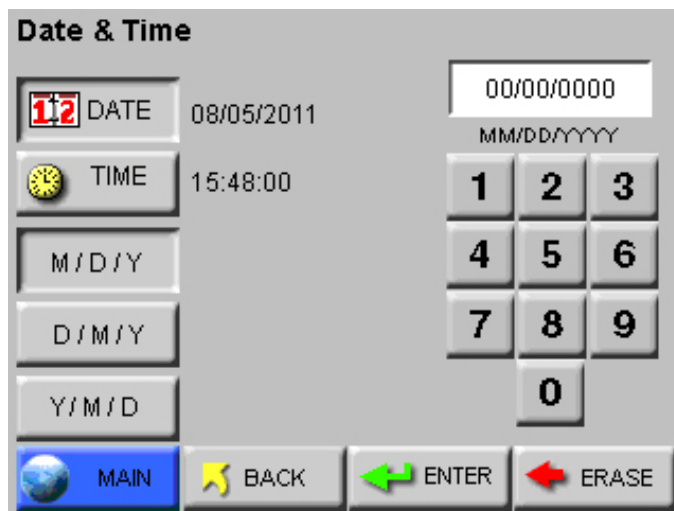 Date & Time
12 DATE 08/05/2011
00/00/0000
MM/DD/YYYY
TIME 15:48:00
1 2 3
M/D/Y
4 5 6
D/M/Y
7 8 9
Y/M/D
0
MAIN BACK ENTER ERASE